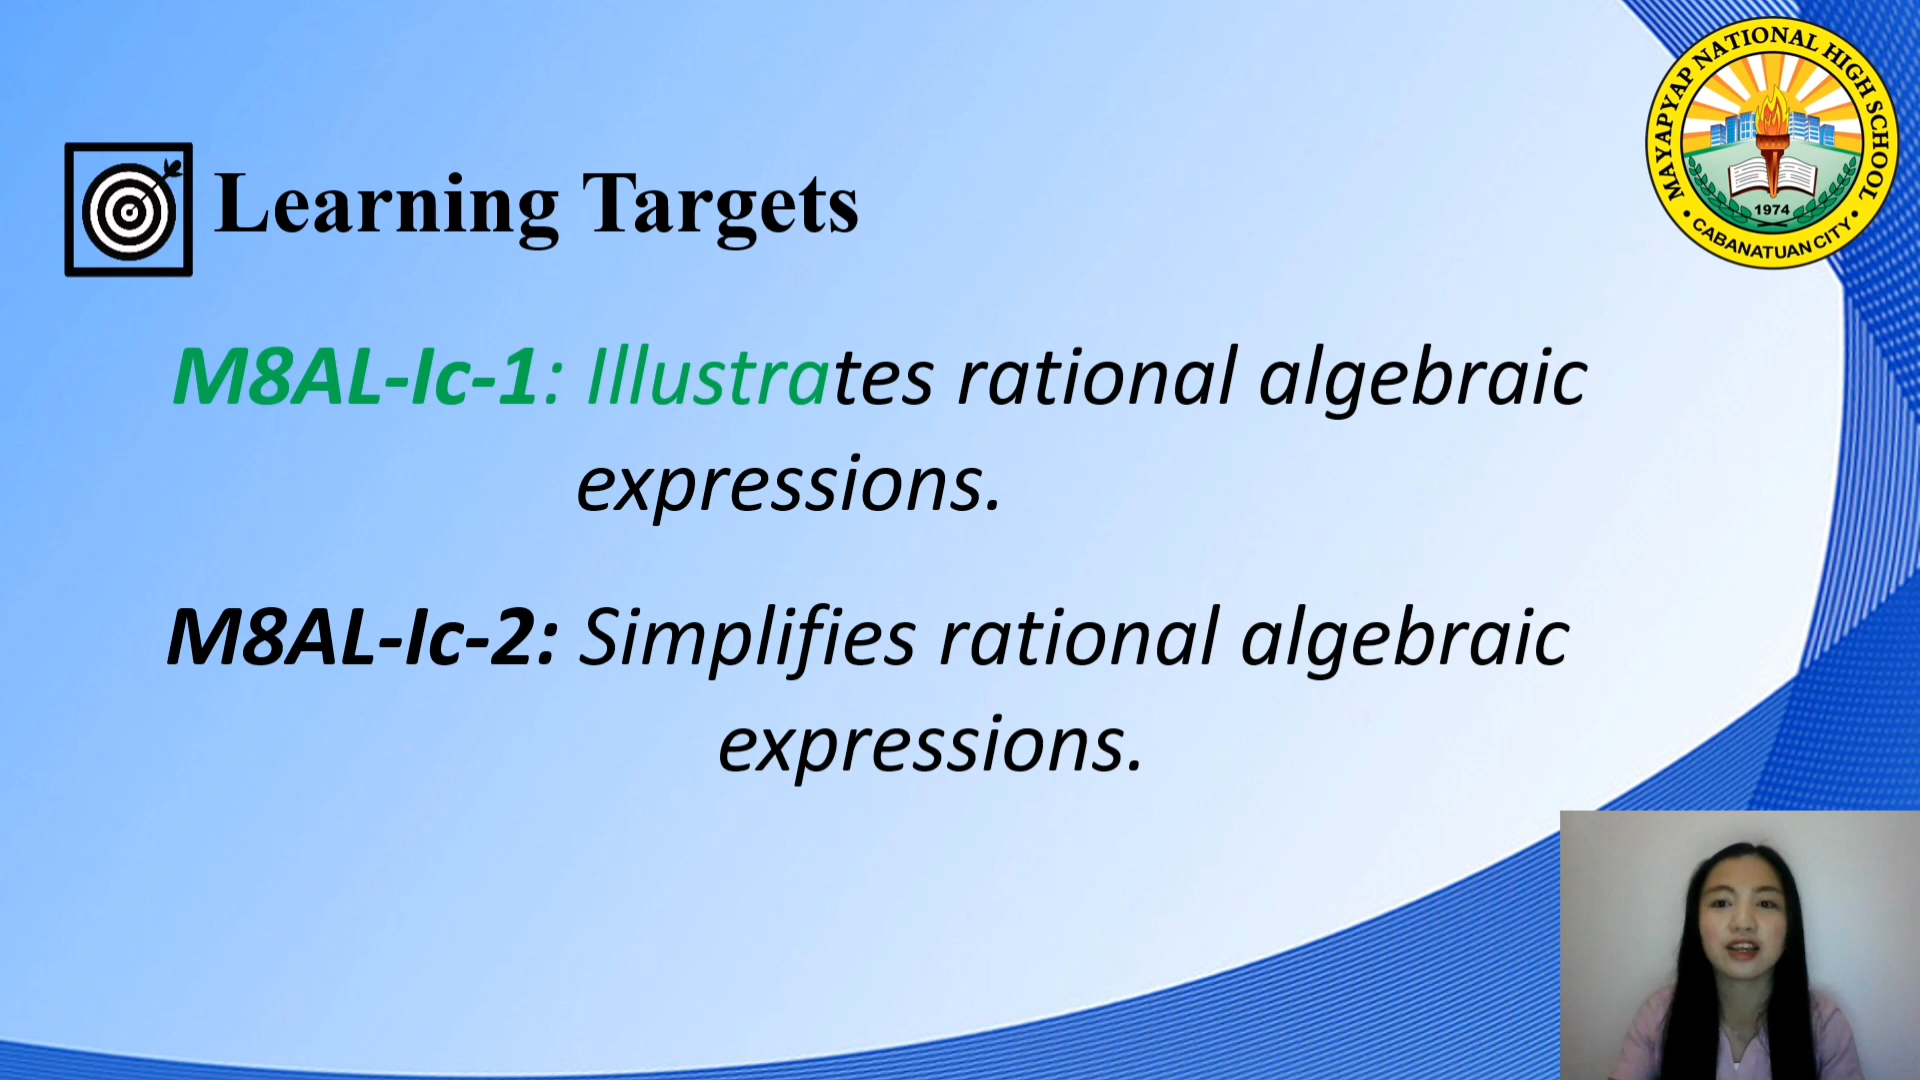 MAYAPYAP NATIONAL HIGH SCHOOL
1974
• CABANATUAN CITY •
Learning Targets
M8AL-Ic-1: Illustrates rational algebraic
expressions.
M8AL-Ic-2: Simplifies rational algebraic
expressions.